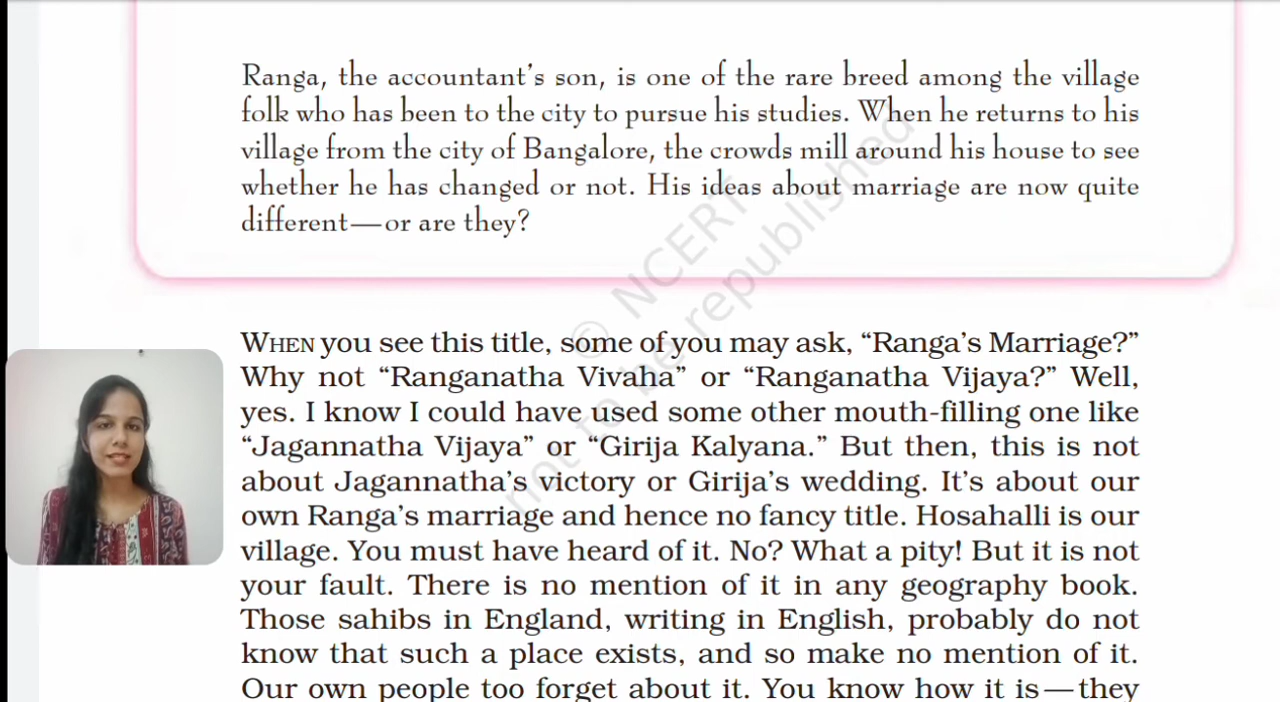 Ranga, the accountant's son, is one of the rare breed among the village
folk who has been to the city to pursue his studies. When he returns to his
village from the city of Bangalore, the crowds mill around his house to see
whether he has changed or not. His ideas about marriage are now quite
different—or are they?
© NCERT
not to be republished
WHEN you see this title, some of you may ask, “Ranga's Marriage?”
Why not “Ranganatha Vivaha” or “Ranganatha Vijaya?” Well,
yes. I know I could have used some other mouth-filling one like
“Jagannatha Vijaya” or “Girija Kalyana.” But then, this is not
about Jagannatha's victory or Girija's wedding. It's about our
own Ranga's marriage and hence no fancy title. Hosahalli is our
village. You must have heard of it. No? What a pity! But it is not
your fault. There is no mention of it in any geography book.
Those sahibs in England, writing in English, probably do not
know that such a place exists, and so make no mention of it.
Our own people too forget about it. You know how it is—they